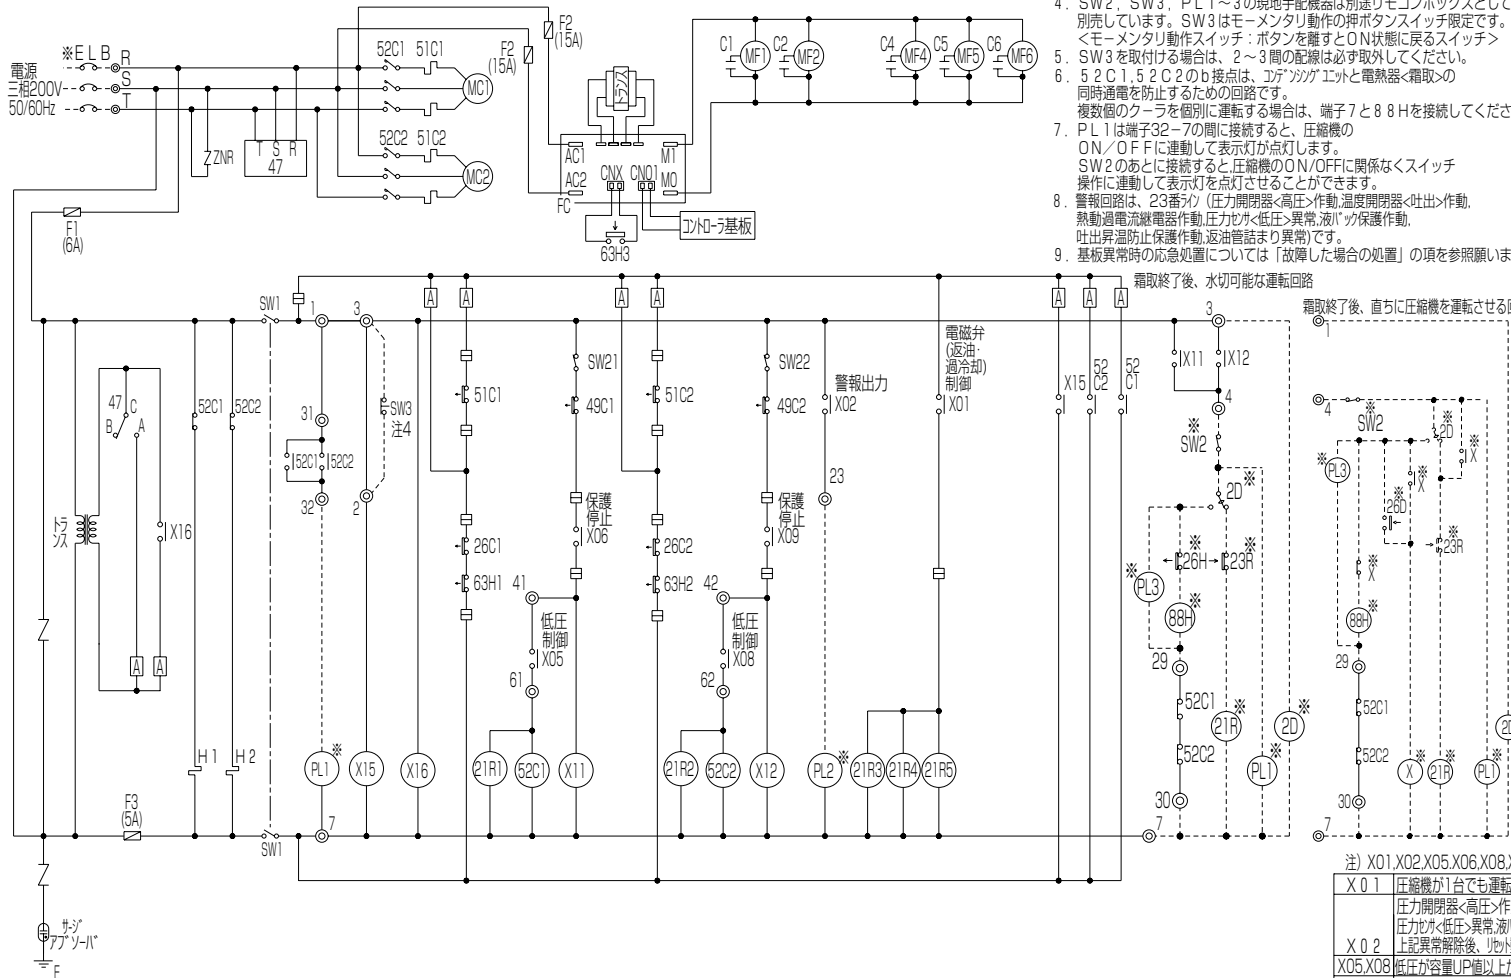 4. SW2, SW3, PL1〜3の現地手配機器は別途リモコンボックスとして
別売しています。SW3はモーメンタリ動作の押ボタンスイッチ限定です。
<モーメンタリ動作スイッチ：ボタンを離すとON状態に戻るスイッチ>
5. SW3を取付ける場合は、2〜3間の配線は必ず取外してください。
6. 52C1,52C2のb接点は、コンデンシングユニットと電熱器<霜取>の
同時通電を防止するための回路です。
複数個のクーラを個別に運転する場合は、端子7と88Hを接続してくださ
7. PL1は端子32−7の間に接続すると、圧縮機の
ON／OFFに連動して表示灯が点灯します。
SW2のあとに接続すると,圧縮機のON/OFFに関係なくスイッチ
操作に連動して表示灯を点灯させることができます。
8. 警報回路は、23番ライン（圧力開閉器<高圧>作動,温度開閉器<吐出>作動,
熱動過電流継電器作動,圧力センサ<低圧>異常,液バック保護作動,
吐出昇温防止保護作動,返油管詰まり異常)です。
9. 基板異常時の応急処置については「故障した場合の処置」の項を参照願いま
※ELB
R
電源
三相200V
50/60Hz
S
T
ZNR
T S R
47
52C1 51C1
MC1
52C2 51C2
MC2
F2
(15A)
F2
(15A)
トランス
AC1
AC2
FC
M1
M0
CNX
CN01
63H3
コントローラ基板
C1
MF1
C2
MF2
C4
MF4
C5
MF5
C6
MF6
F1
(6A)
霜取終了後、水切可能な運転回路
霜取終了後、直ちに圧縮機を運転させる回
SW1
1
3
A
A
A
A
A
A
A
3
1
47
C
B
A
52C1
52C2
31
52C1
52C2
32
SW3
注4
2
51C1
SW21
49C1
51C2
SW22
49C2
警報出力
X02
電磁弁
(返油・
過冷却)
制御
X01
X15
52
C2
52
C1
X11
X12
4
※
SW2
2D
※
4
※
SW2
※
2D
※
X
トランス
X16
A
A
26C1
63H1
保護
停止
X06
41
低圧
制御
X05
61
26C2
63H2
保護
停止
X09
42
低圧
制御
X08
62
23
※
26H
※
23R
※
PL3
※
88H
29
52C1
52C2
30
※
21R
※
PL1
※
2D
※
PL3
※
26D
※
X
※
23R
※
X
※
88H
29
52C1
52C2
30
※
X
※
21R
※
PL1
2D
H1
H2
F3
(5A)
SW1
※
PL1
X15
X16
21R1
52C1
X11
21R2
52C2
X12
※
PL2
21R3
21R4
21R5
7
7
7
サージ
アブソーバ
E
注) X01,X02,X05,X06,X08,
X01 圧縮機が1台でも運転
圧力開閉器<高圧>作
圧力センサ<低圧>異常,液バ
X02 上記異常解除後、リセット
X05,X08 低圧が容量UP値以上